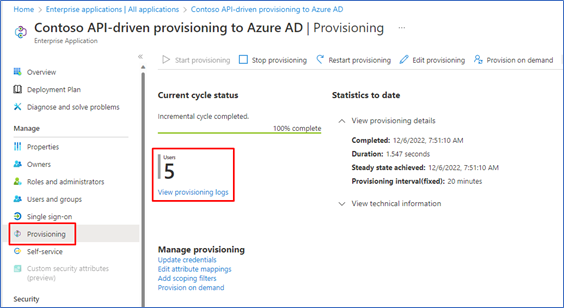 Home > Enterprise applications | All applications > Contoso API-driven provisioning to Azure AD
Contoso API-driven provisioning to Azure AD | Provisioning ...
Enterprise Application
«
Overview
Deployment Plan
Diagnose and solve problems
Manage
Properties
Owners
Roles and administrators
Users and groups
Single sign-on
Provisioning
Self-service
Custom security attributes
(preview)
Security
Start provisioning Stop provisioning Restart provisioning Edit provisioning Provision on demand
Current cycle status
Incremental cycle completed.
100% complete
Users
5
View provisioning logs
Manage provisioning
Update credentials
Edit attribute mappings
Add scoping filters
Provision on demand
Statistics to date
View provisioning details
Completed: 12/6/2022, 7:51:10 AM
Duration: 1.547 seconds
Steady state achieved: 12/6/2022, 7:51:10 AM
Provisioning interval(fixed): 20 minutes
View technical information